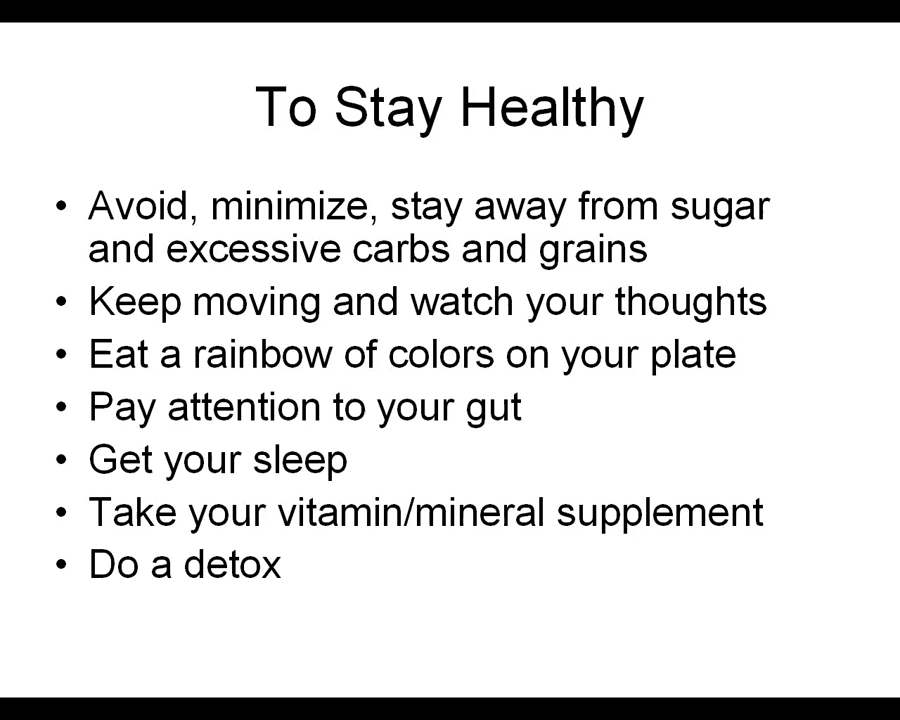 To Stay Healthy
• Avoid, minimize, stay away from sugar
and excessive carbs and grains
• Keep moving and watch your thoughts
• Eat a rainbow of colors on your plate
• Pay attention to your gut
• Get your sleep
• Take your vitamin/mineral supplement
• Do a detox